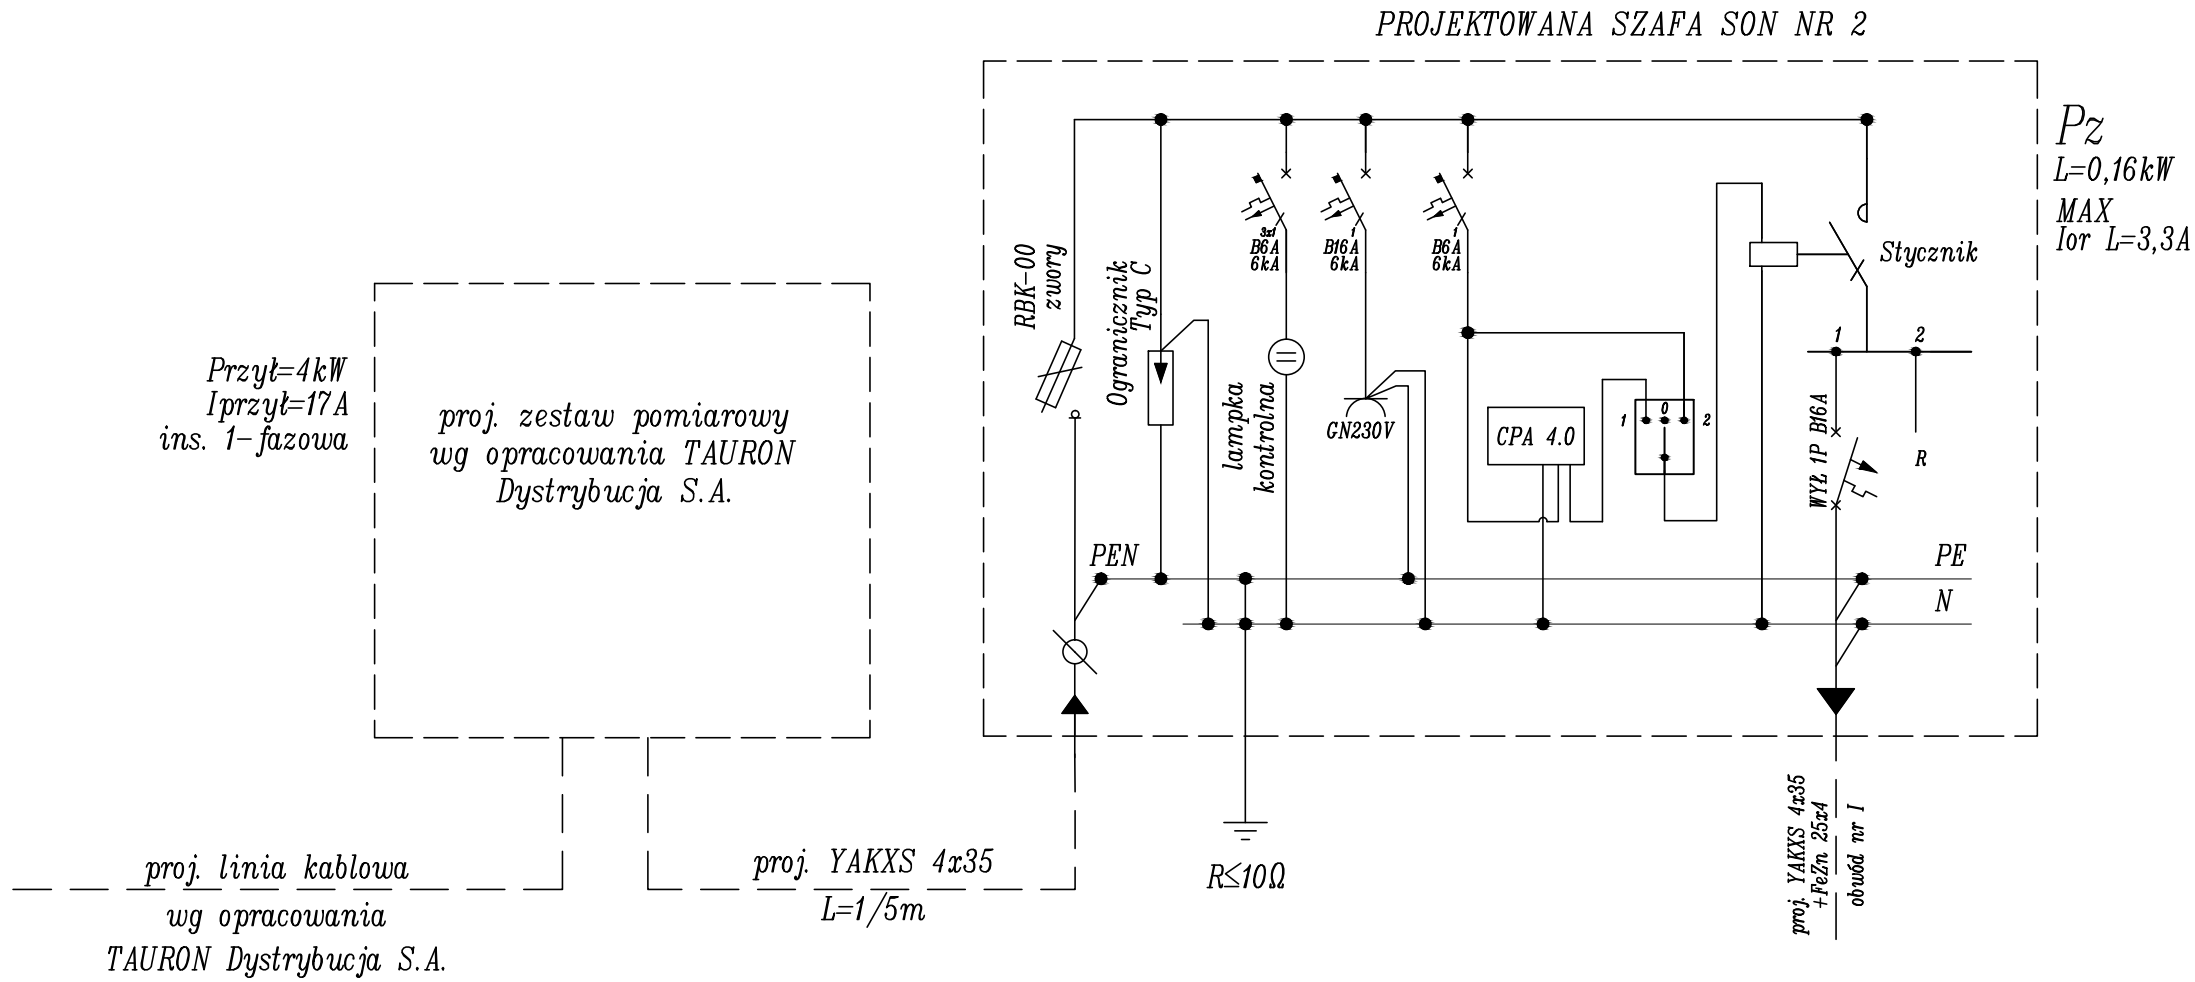 PROJEKTOWANA SZAFA SON NR 2
Pz
L=0,16kW
MAX
Ior L=3,3A
Przył=4kW
Iprzył=17A
ins. 1-fazowa
proj. zestaw pomiarowy
wg opracowania TAURON
Dystrybucja S.A.
RBK-00
zwory
Ogranicznik
Typ C
3x1
B6A
6kA
1
B16A
6kA
1
B6A
6kA
lampka
kontrolna
GN230V
CPA 4.0
1
0
2
Stycznik
1
2
WYŁ 1P B16A
R
PEN
PE
N
proj. linia kablowa
wg opracowania
TAURON Dystrybucja S.A.
proj. YAKXS 4x35
L=1/5m
R≤10Ω
proj. YAKXS 4x35
+FeZn 25x4
obwód nr I